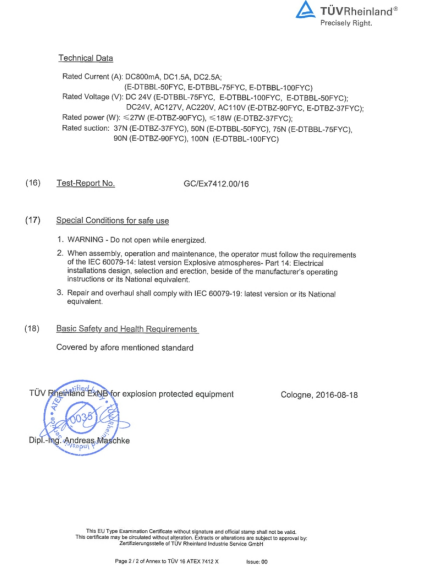 TÜVRheinland®
Precisely Right.
Technical Data
Rated Current (A): DC800mA, DC1.5A, DC2.5A;
(E-DTBBL-50FYC, E-DTBBL-75FYC, E-DTBBL-100FYC)
Rated Voltage (V): DC 24V (E-DTBBL-75FYC, E-DTBBL-100FYC, E-DTBBL-50FYC);
DC24V, AC127V, AC220V, AC110V (E-DTBZ-90FYC, E-DTBZ-37FYC);
Rated power (W): ≤27W (E-DTBZ-90FYC), ≤18W (E-DTBZ-37FYC);
Rated suction: 37N (E-DTBZ-37FYC), 50N (E-DTBBL-50FYC), 75N (E-DTBBL-75FYC),
90N (E-DTBZ-90FYC), 100N (E-DTBBL-100FYC)
(16) Test-Report No. GC/Ex7412.00/16
(17) Special Conditions for safe use
1. WARNING - Do not open while energized.
2. When assembly, operation and maintenance, the operator must follow the requirements
of the IEC 60079-14: latest version Explosive atmospheres- Part 14: Electrical
installations design, selection and erection, beside of the manufacturer's operating
instructions or its National equivalent.
3. Repair and overhaul shall comply with IEC 60079-19: latest version or its National
equivalent.
(18) Basic Safety and Health Requirements
Covered by afore mentioned standard
TÜV Rheinland ExNB for explosion protected equipment Cologne, 2016-08-18
0035
Dipl.-Ing. Andreas Maschke
This EU Type Examination Certificate without signature and official stamp shall not be valid.
This certificate may be circulated without alteration. Extracts or alterations are subject to approval by:
Zertifizierungsstelle of TÜV Rheinland Industrie Service GmbH
Page 2 / 2 of Annex to TÜV 16 ATEX 7412 X Issue: 00